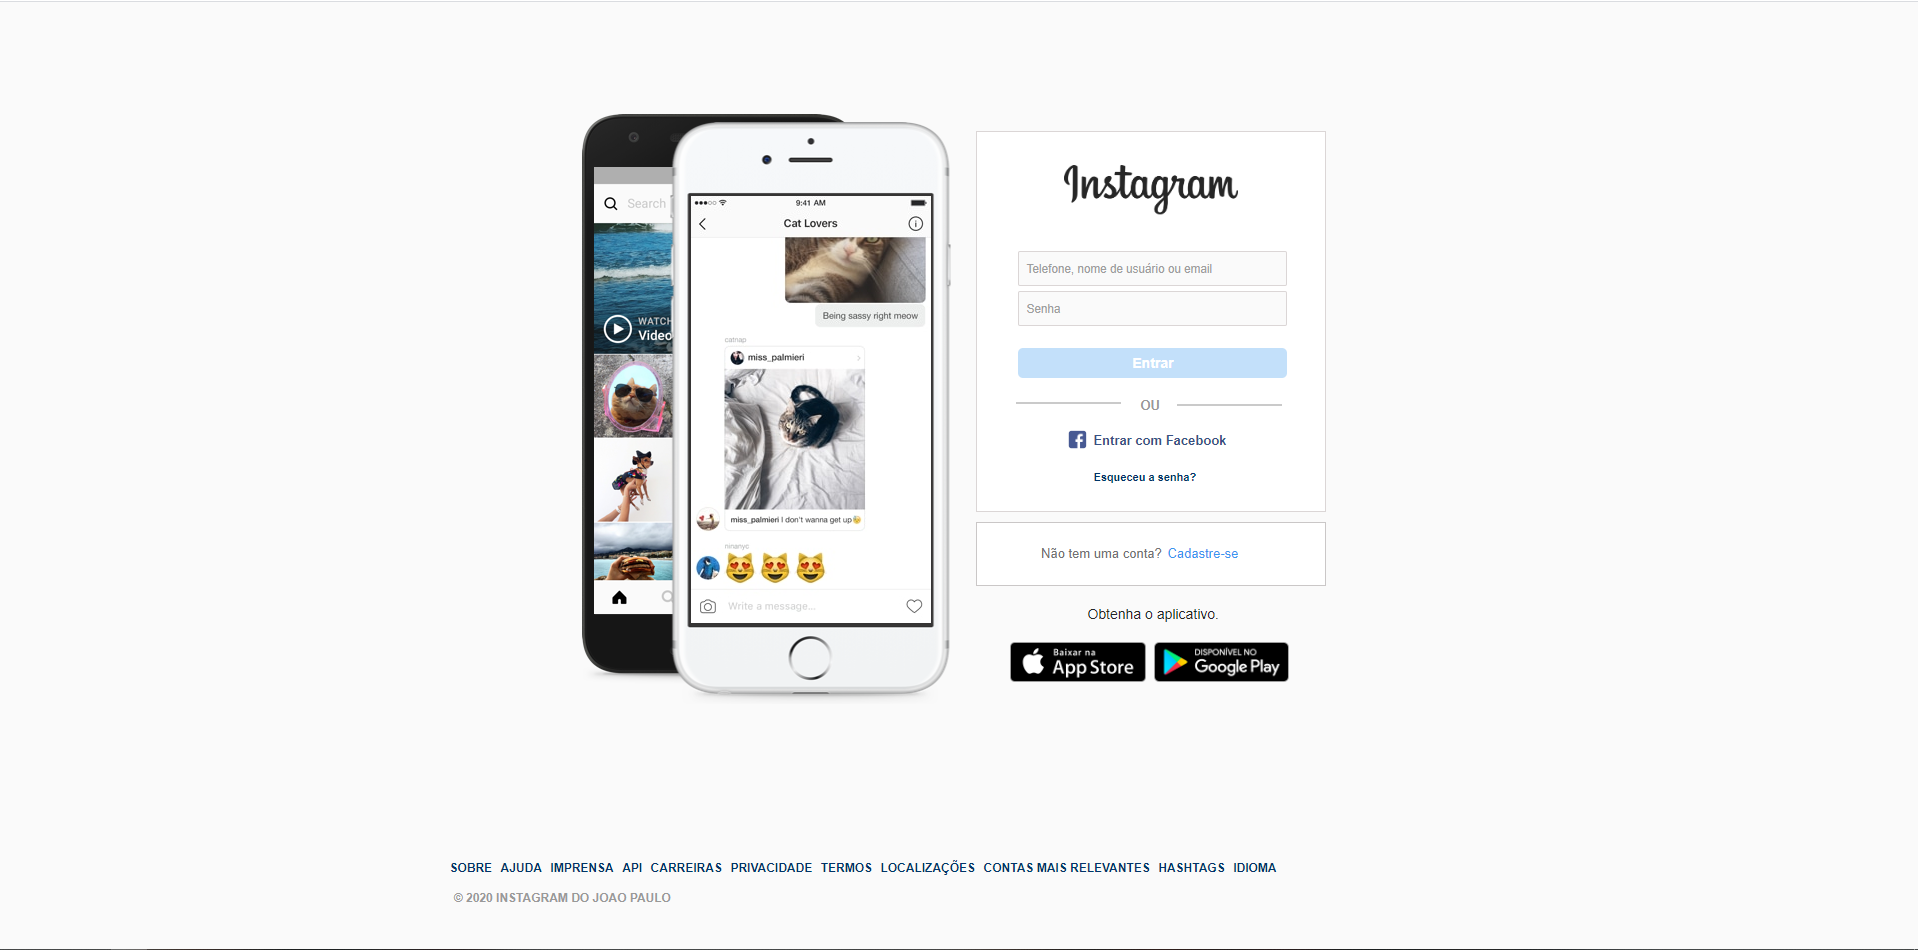 Search
WATCH
Video
9:41 AM
Cat Lovers
Being sassy right meow
catnap
miss_palmieri
miss_palmieri I don't wanna get up
ninanyc
Write a message...
Instagram
Telefone, nome de usuário ou email
Senha
Entrar
OU
Entrar com Facebook
Esqueceu a senha?
Não tem uma conta? Cadastre-se
Obtenha o aplicativo.
Baixar na
App Store
DISPONÍVEL NO
Google Play
SOBRE AJUDA IMPRENSA API CARREIRAS PRIVACIDADE TERMOS LOCALIZAÇÕES CONTAS MAIS RELEVANTES HASHTAGS IDIOMA
© 2020 INSTAGRAM DO JOAO PAULO